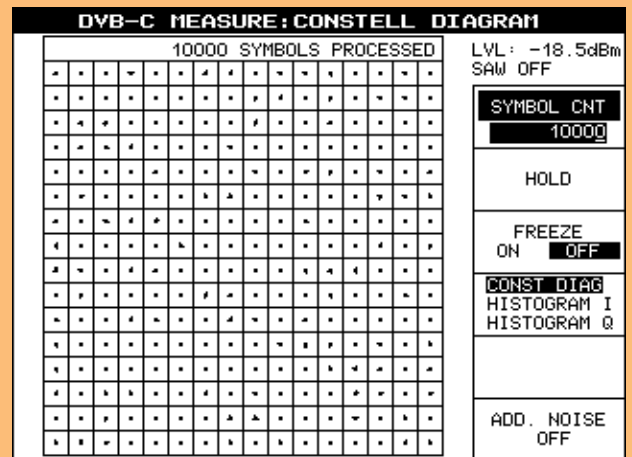 DVB-C MEASURE:CONSTELL DIAGRAM
10000 SYMBOLS PROCESSED
LVL: -18.5dBm
SAW OFF
SYMBOL CNT
10000
HOLD
FREEZE
ON OFF
CONST DIAG
HISTOGRAM I
HISTOGRAM Q
ADD. NOISE
OFF